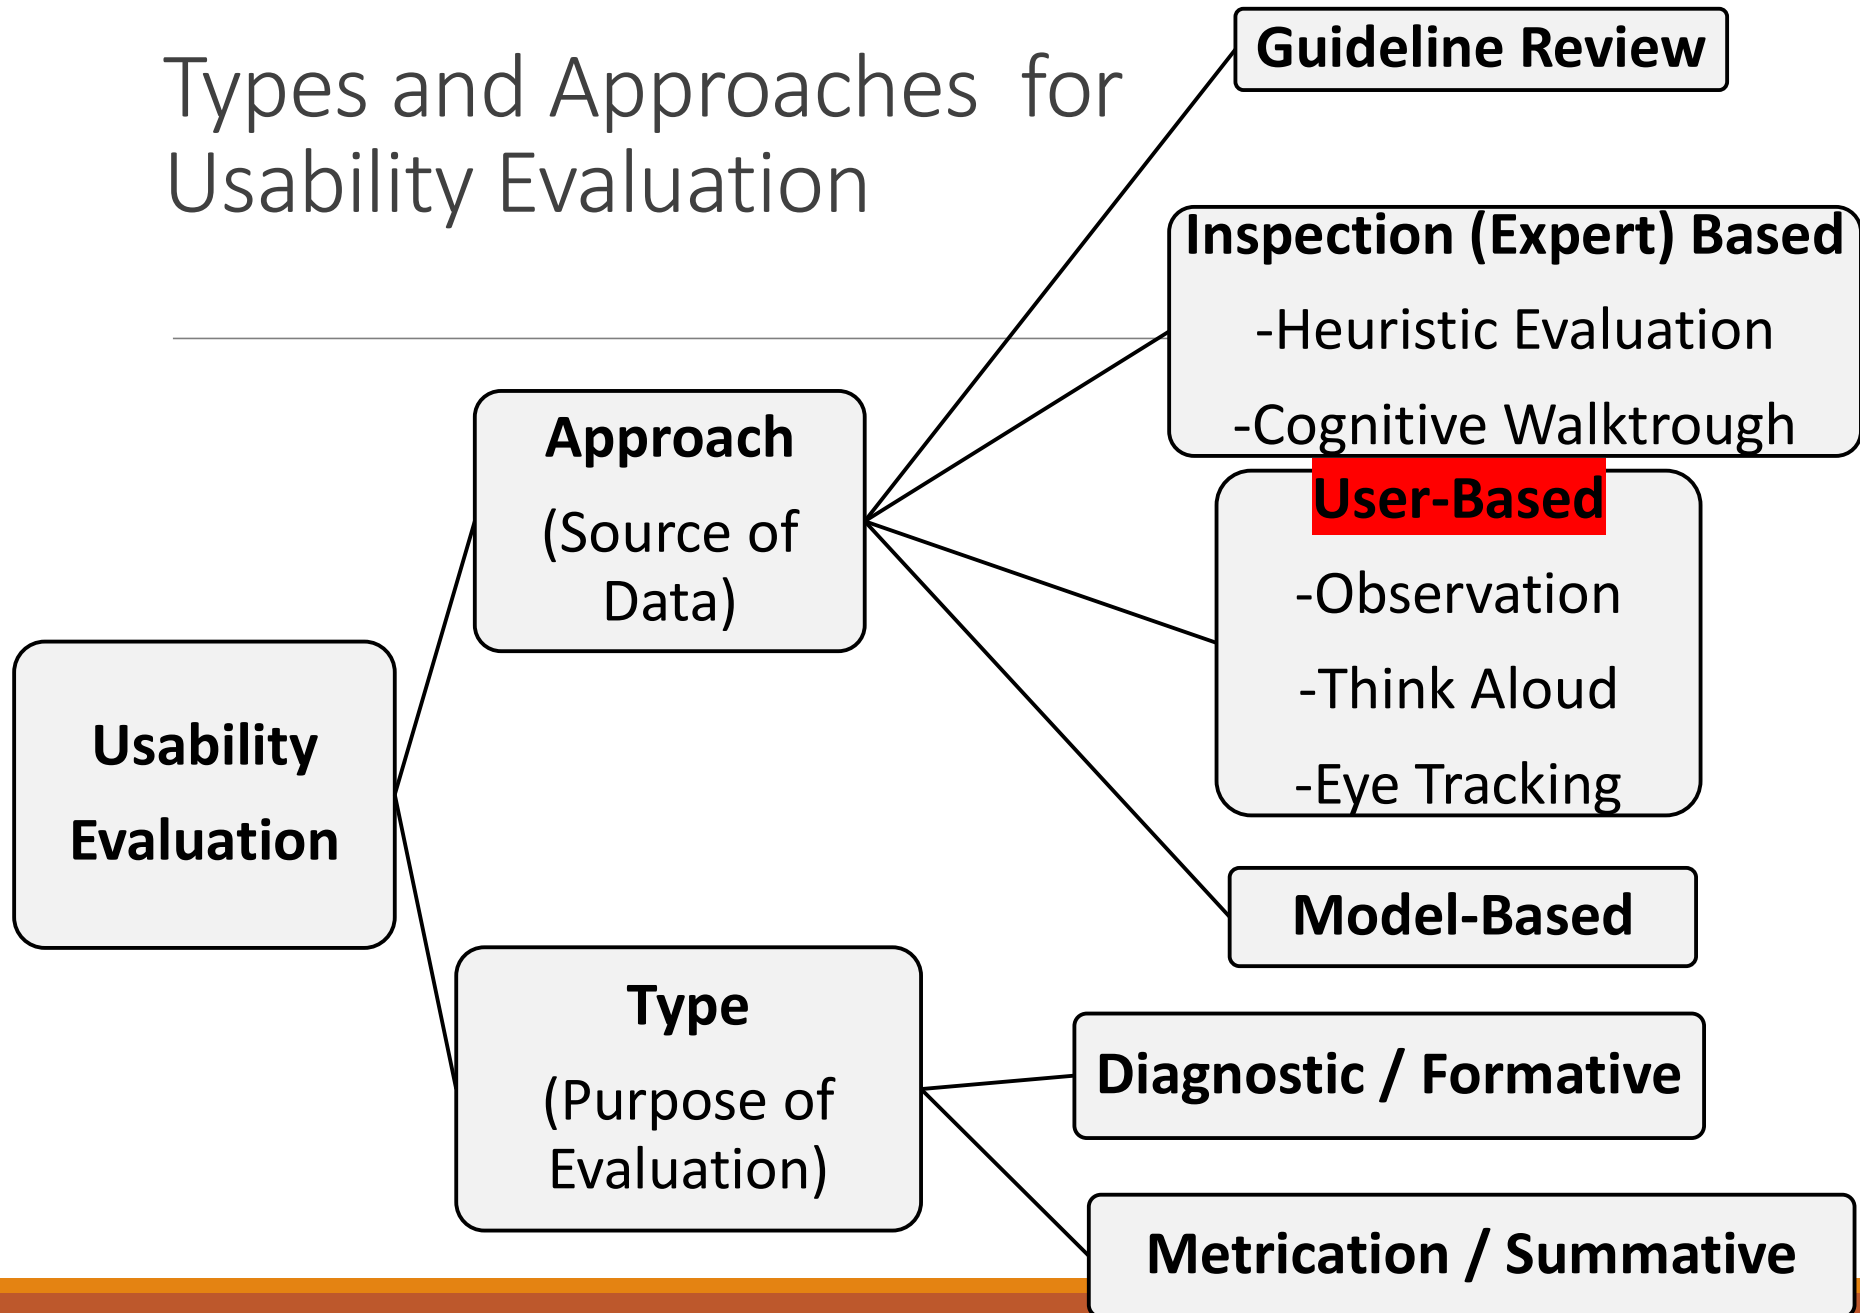 Types and Approaches for
Usability Evaluation
Guideline Review
Inspection (Expert) Based
-Heuristic Evaluation
-Cognitive Walktrough
Approach
(Source of
Data)
User-Based
-Observation
-Think Aloud
-Eye Tracking
Usability
Evaluation
Model-Based
Type
(Purpose of
Evaluation)
Diagnostic / Formative
Metrication / Summative